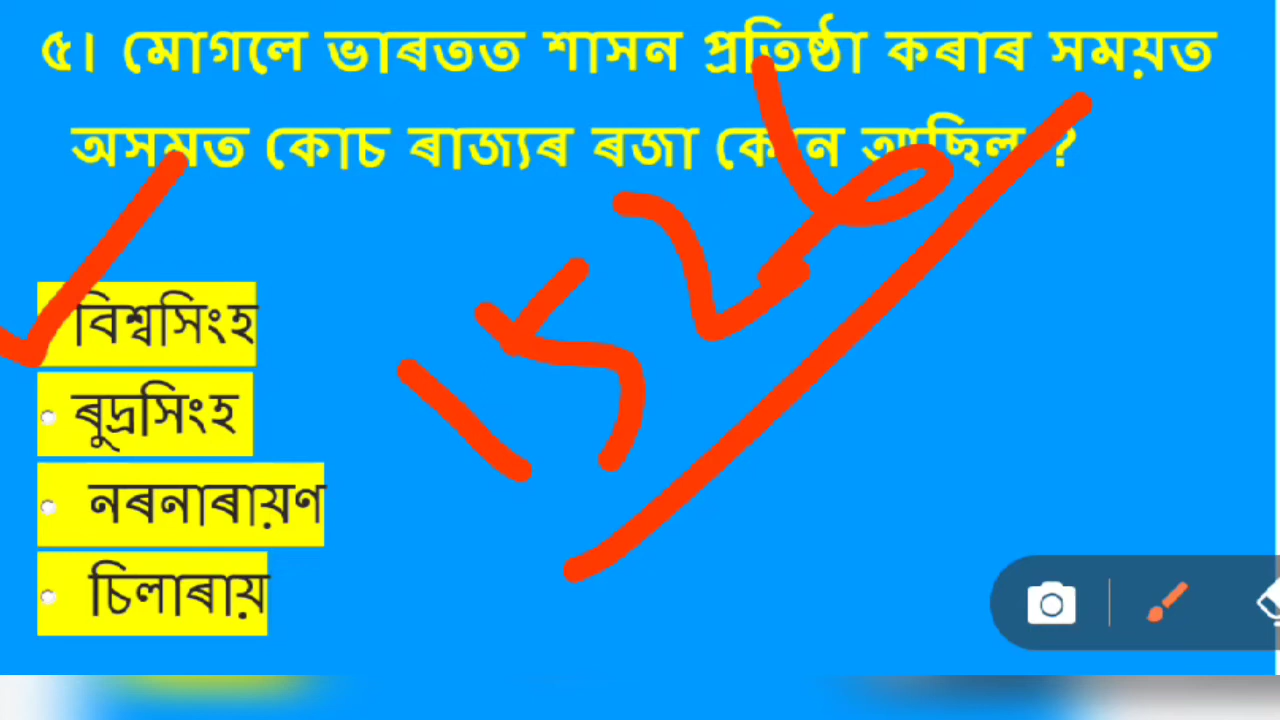 ৫। মোগলে ভাৰতত শাসন প্ৰতিষ্ঠা কৰাৰ সময়ত
অসমত কোচ ৰাজ্যৰ ৰজা কোন আছিল ?
1526
বিশ্বসিংহ
ৰুদ্ৰসিংহ
নৰনাৰায়ণ
চিলাৰায়